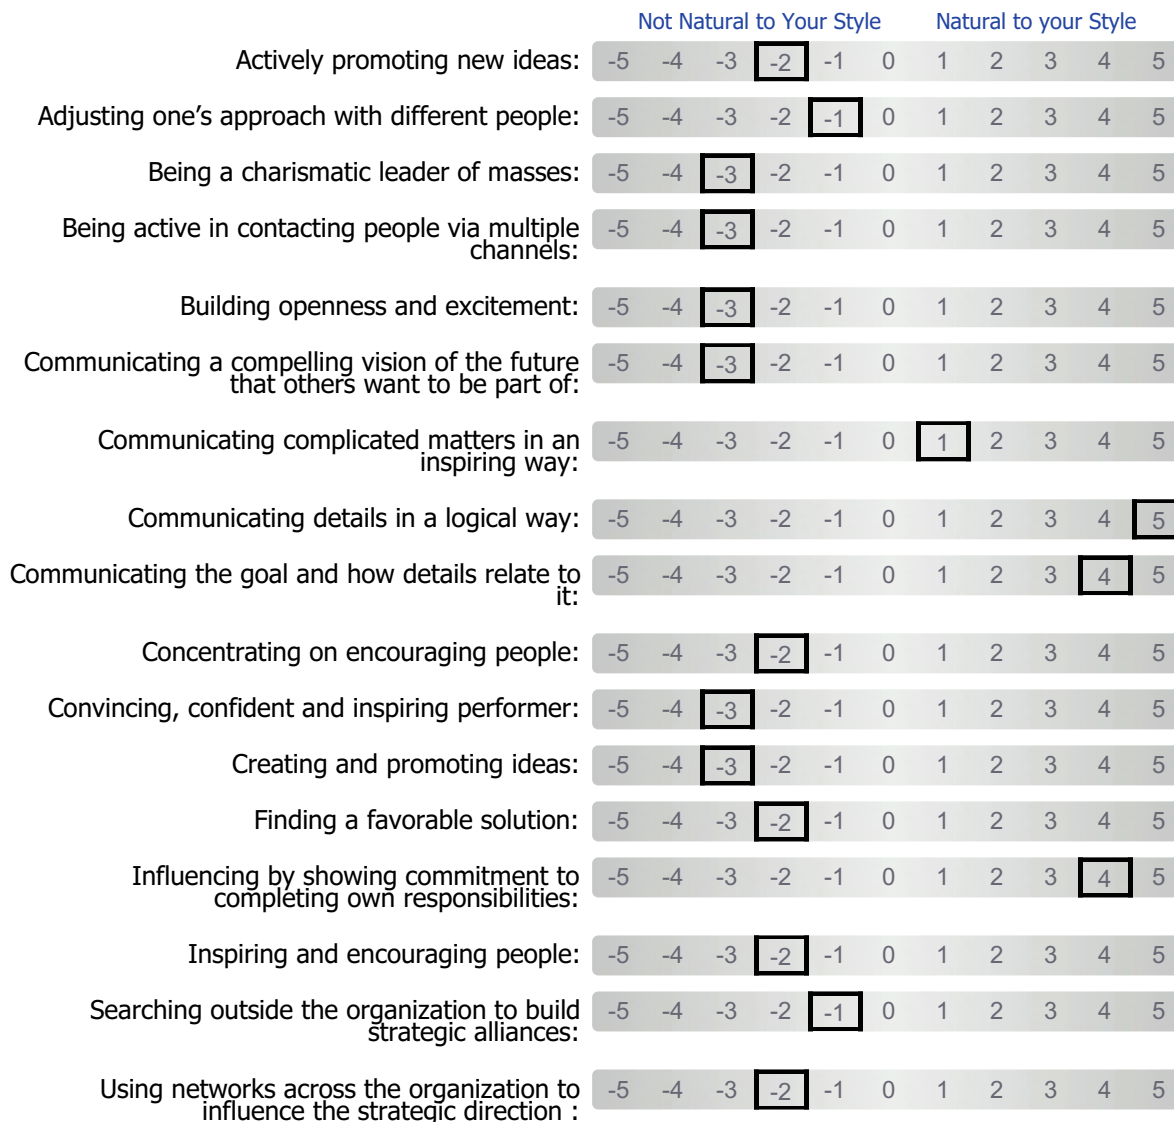 Not Natural to Your Style Natural to your Style
Actively promoting new ideas: -5 -4 -3 -2 -1 0 1 2 3 4 5
Adjusting one’s approach with different people: -5 -4 -3 -2 -1 0 1 2 3 4 5
Being a charismatic leader of masses: -5 -4 -3 -2 -1 0 1 2 3 4 5
Being active in contacting people via multiple
channels: -5 -4 -3 -2 -1 0 1 2 3 4 5
Building openness and excitement: -5 -4 -3 -2 -1 0 1 2 3 4 5
Communicating a compelling vision of the future
that others want to be part of: -5 -4 -3 -2 -1 0 1 2 3 4 5
Communicating complicated matters in an
inspiring way: -5 -4 -3 -2 -1 0 1 2 3 4 5
Communicating details in a logical way: -5 -4 -3 -2 -1 0 1 2 3 4 5
Communicating the goal and how details relate to
it: -5 -4 -3 -2 -1 0 1 2 3 4 5
Concentrating on encouraging people: -5 -4 -3 -2 -1 0 1 2 3 4 5
Convincing, confident and inspiring performer: -5 -4 -3 -2 -1 0 1 2 3 4 5
Creating and promoting ideas: -5 -4 -3 -2 -1 0 1 2 3 4 5
Finding a favorable solution: -5 -4 -3 -2 -1 0 1 2 3 4 5
Influencing by showing commitment to
completing own responsibilities: -5 -4 -3 -2 -1 0 1 2 3 4 5
Inspiring and encouraging people: -5 -4 -3 -2 -1 0 1 2 3 4 5
Searching outside the organization to build
strategic alliances: -5 -4 -3 -2 -1 0 1 2 3 4 5
Using networks across the organization to
influence the strategic direction : -5 -4 -3 -2 -1 0 1 2 3 4 5